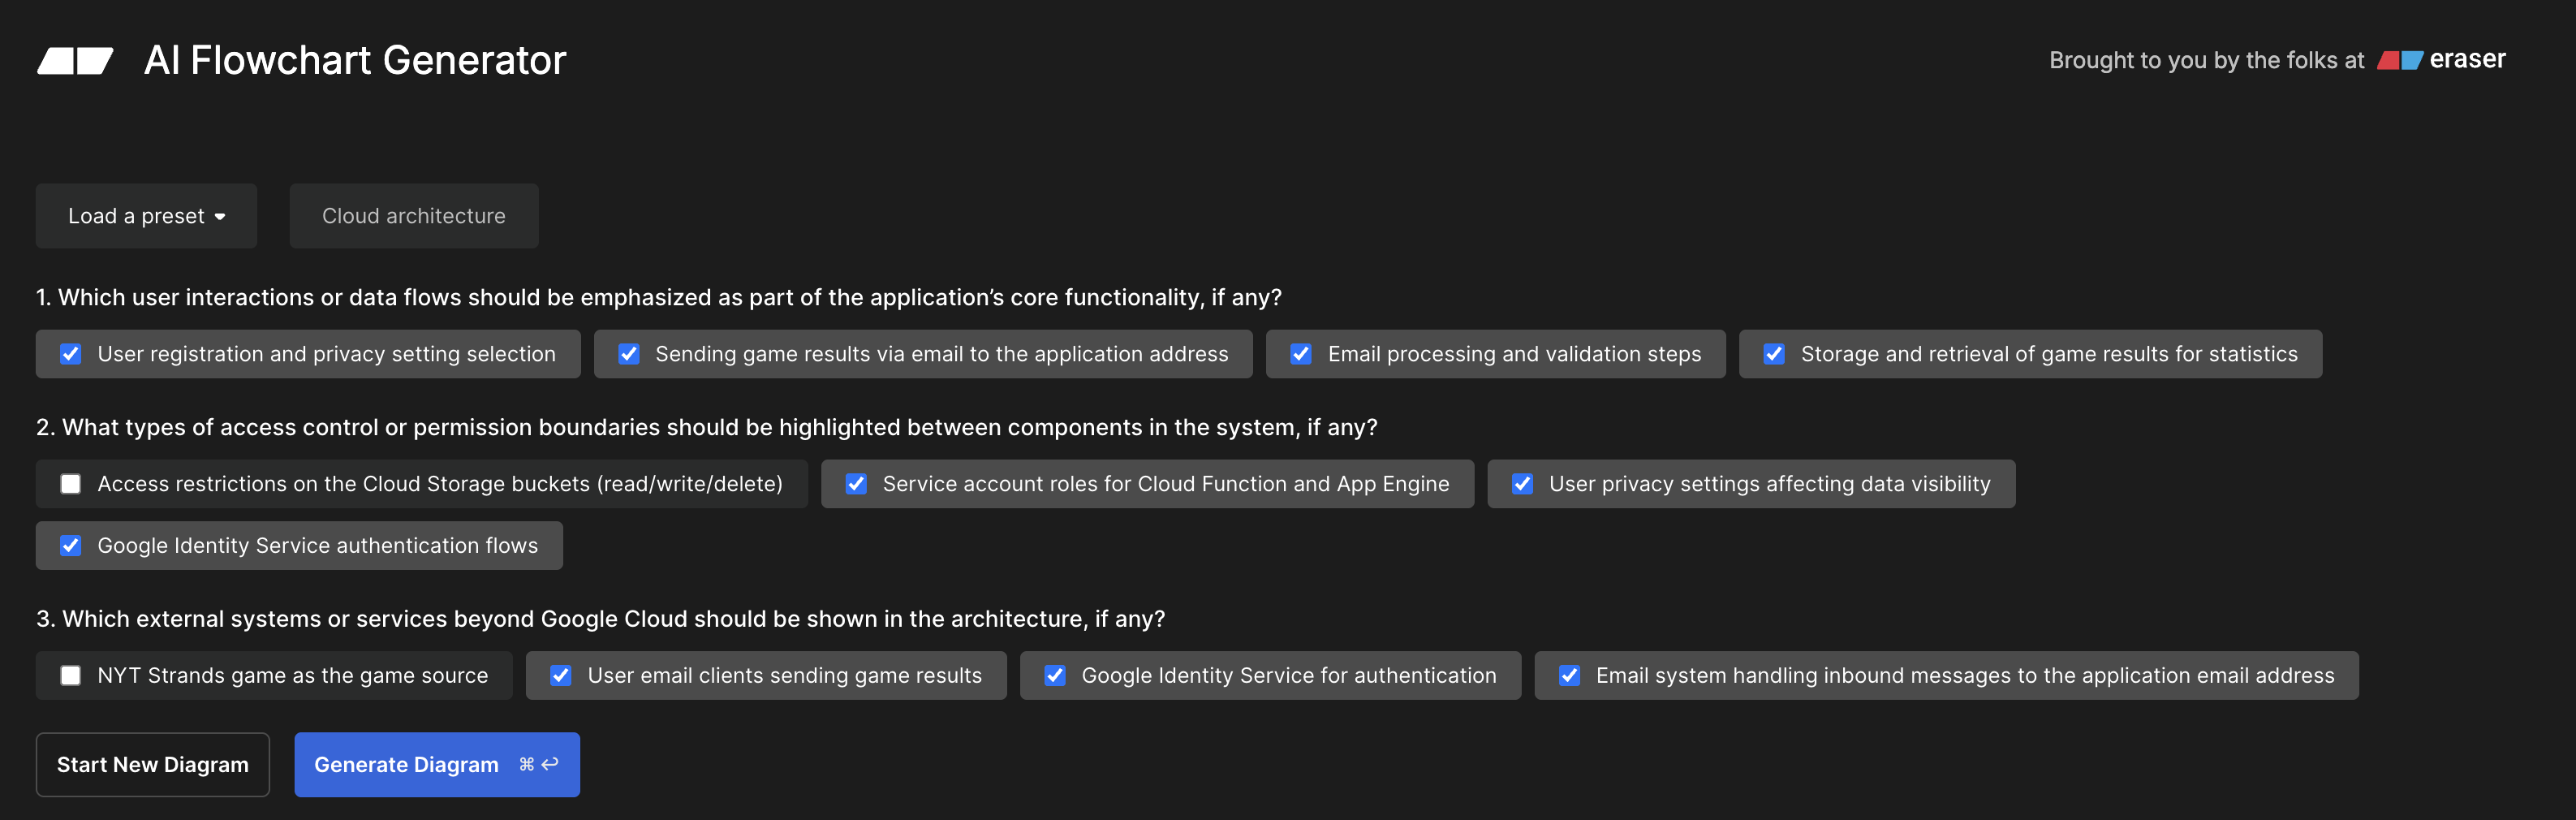 AI Flowchart Generator
Brought to you by the folks at eraser
Load a preset
Cloud architecture
1. Which user interactions or data flows should be emphasized as part of the application’s core functionality, if any?
User registration and privacy setting selection
Sending game results via email to the application address
Email processing and validation steps
Storage and retrieval of game results for statistics
2. What types of access control or permission boundaries should be highlighted between components in the system, if any?
Access restrictions on the Cloud Storage buckets (read/write/delete)
Service account roles for Cloud Function and App Engine
User privacy settings affecting data visibility
Google Identity Service authentication flows
3. Which external systems or services beyond Google Cloud should be shown in the architecture, if any?
NYT Strands game as the game source
User email clients sending game results
Google Identity Service for authentication
Email system handling inbound messages to the application email address
Start New Diagram
Generate Diagram ⌘ ↩